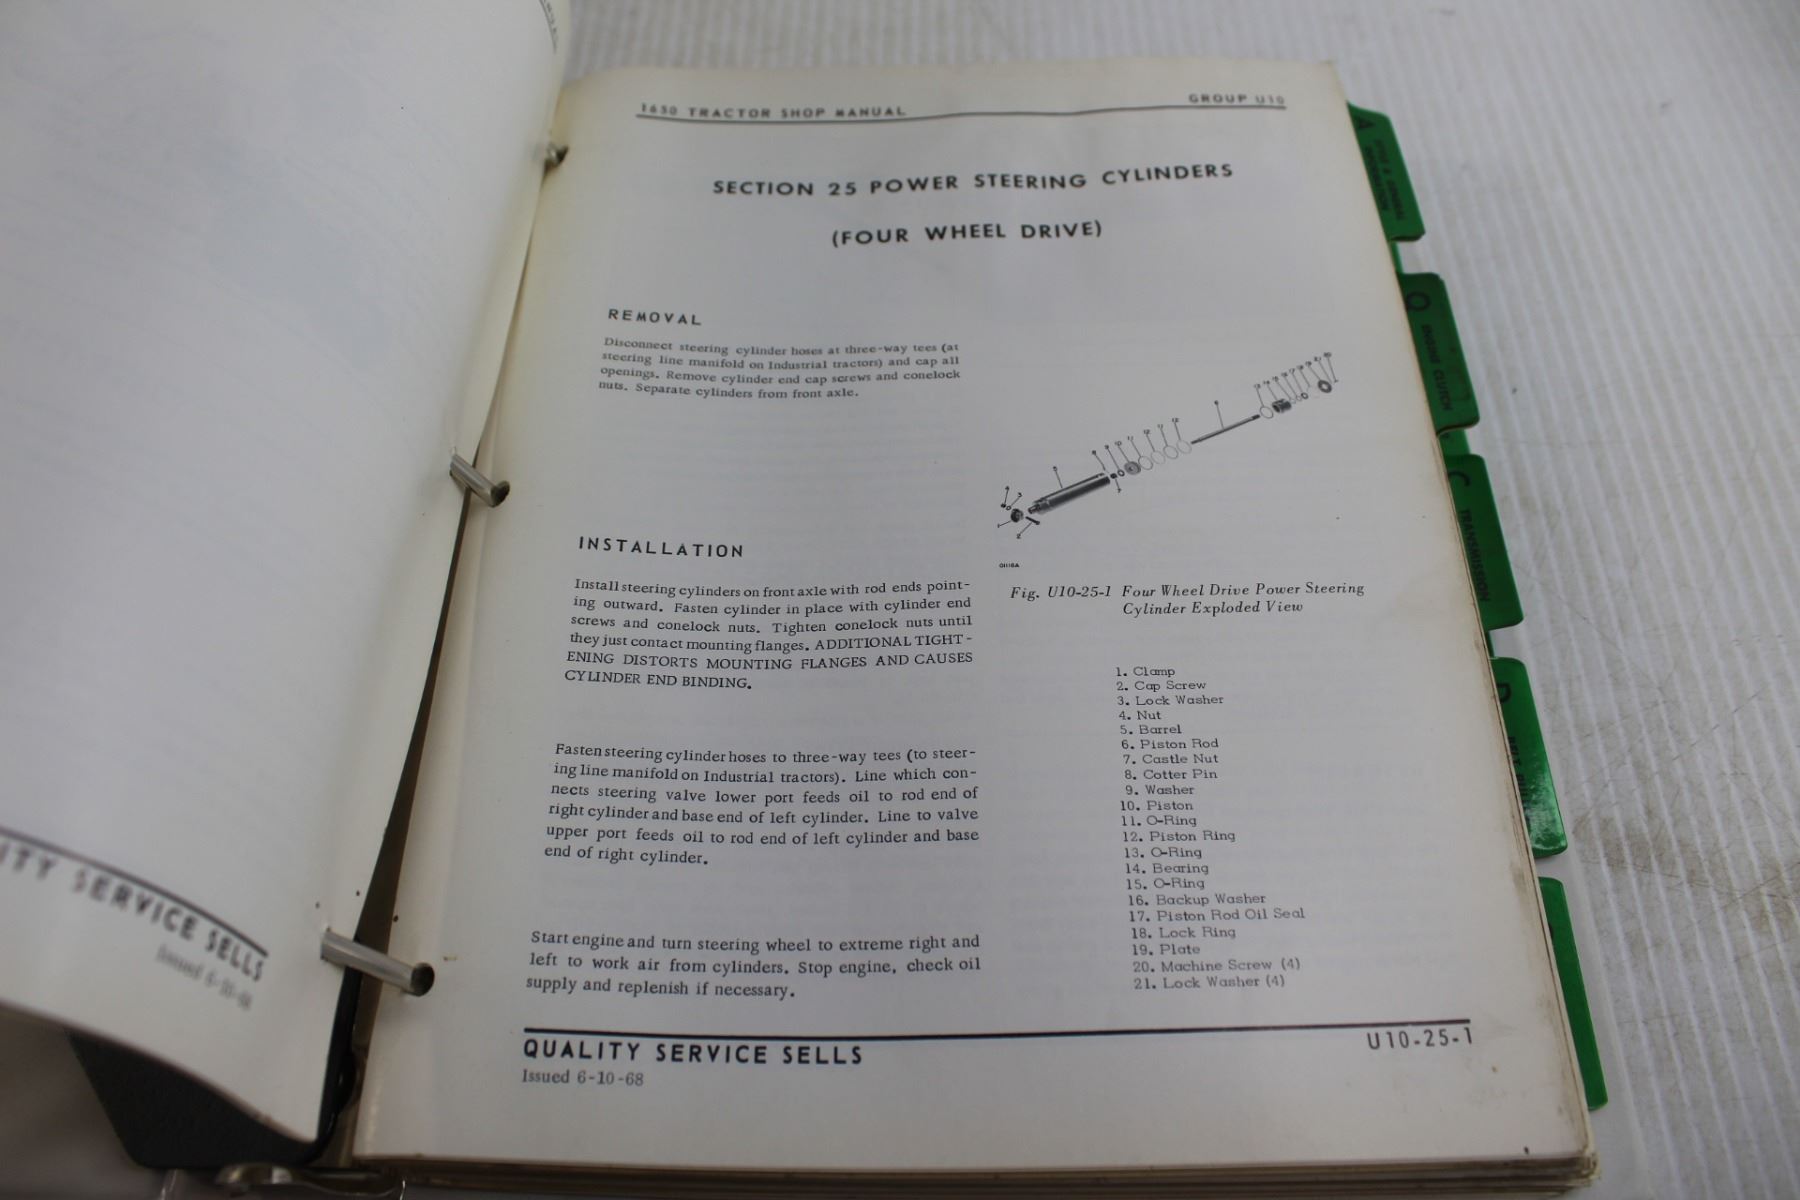 1650 TRACTOR SHOP MANUAL
GROUP U10
SECTION 25 POWER STEERING CYLINDERS
(FOUR WHEEL DRIVE)
REMOVAL
Disconnect steering cylinder hoses at three-way tees (at
steering line manifold on Industrial tractors) and cap all
openings. Remove cylinder end cap screws and conelock
nuts. Separate cylinders from front axle.
INSTALLATION
Install steering cylinders on front axle with rod ends point-
ing outward. Fasten cylinder in place with cylinder end
screws and conelock nuts. Tighten conelock nuts until
they just contact mounting flanges. ADDITIONAL TIGHT-
ENING DISTORTS MOUNTING FLANGES AND CAUSES
CYLINDER END BINDING.
Fasten steering cylinder hoses to three-way tees (to steer-
ing line manifold on Industrial tractors). Line which con-
nects steering valve lower port feeds oil to rod end of
right cylinder and base end of left cylinder. Line to valve
upper port feeds oil to rod end of left cylinder and base
end of right cylinder.
Start engine and turn steering wheel to extreme right and
left to work air from cylinders. Stop engine, check oil
supply and replenish if necessary.
Fig. U10-25-1 Four Wheel Drive Power Steering
Cylinder Exploded View
1. Clamp
2. Cap Screw
3. Lock Washer
4. Nut
5. Barrel
6. Piston Rod
7. Castle Nut
8. Cotter Pin
9. Washer
10. Piston
11. O-Ring
12. Piston Ring
13. O-Ring
14. Bearing
15. O-Ring
16. Backup Washer
17. Piston Rod Oil Seal
18. Lock Ring
19. Plate
20. Machine Screw (4)
21. Lock Washer (4)
QUALITY SERVICE SELLS
Issued 6-10-68
U10-25-1
SERVICE SELLS
Issued
A
GENERAL
INFORMATION
ENGINE CLUTCH
C
TRANSMISSION
D
BELT